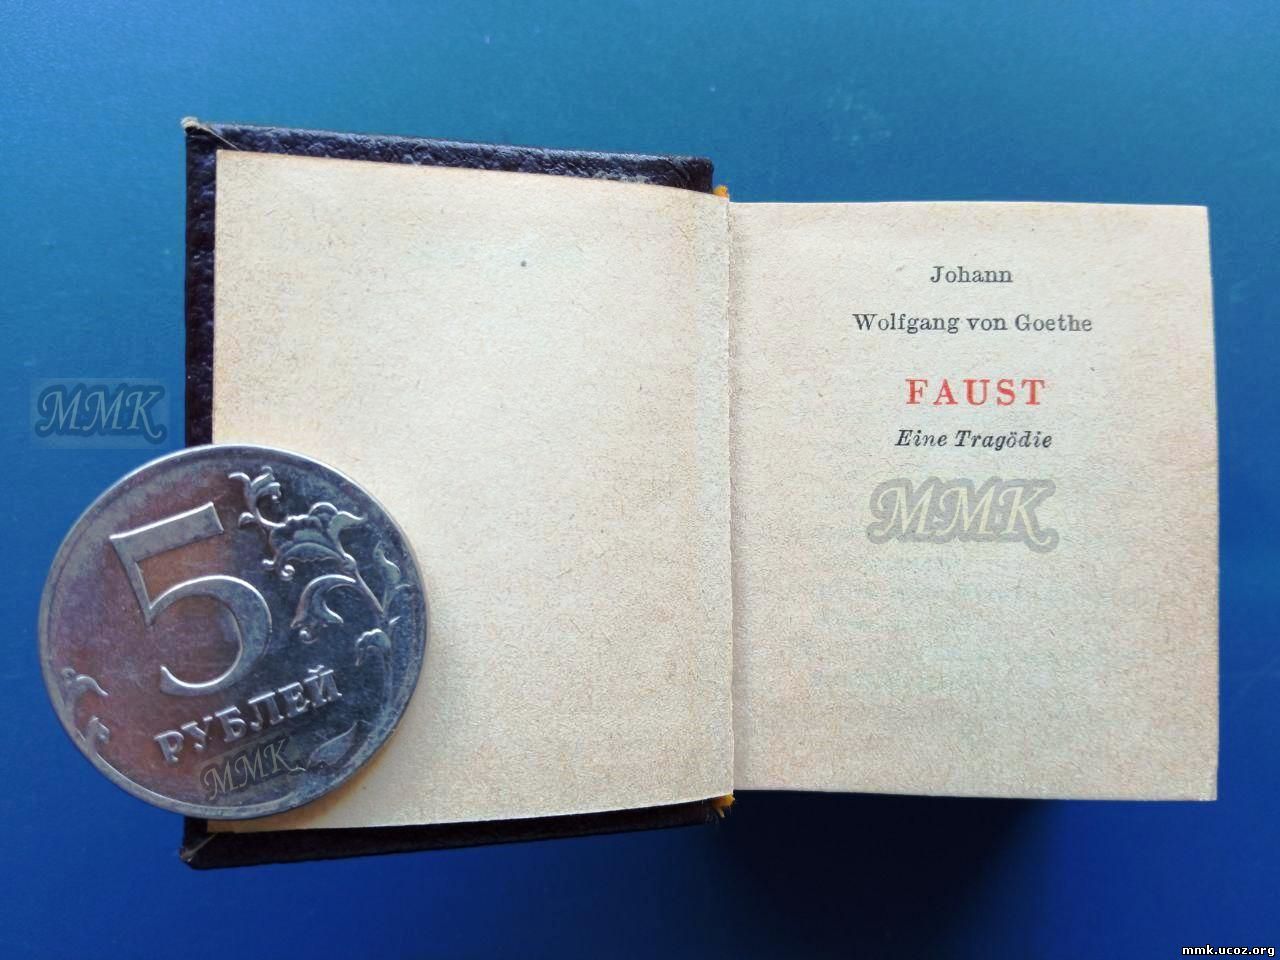 Johann
Wolfgang von Goethe
FAUST
Eine Tragödie
MMK
MMK
5
РУБЛЕЙ
MMK
mmk.ucoz.org